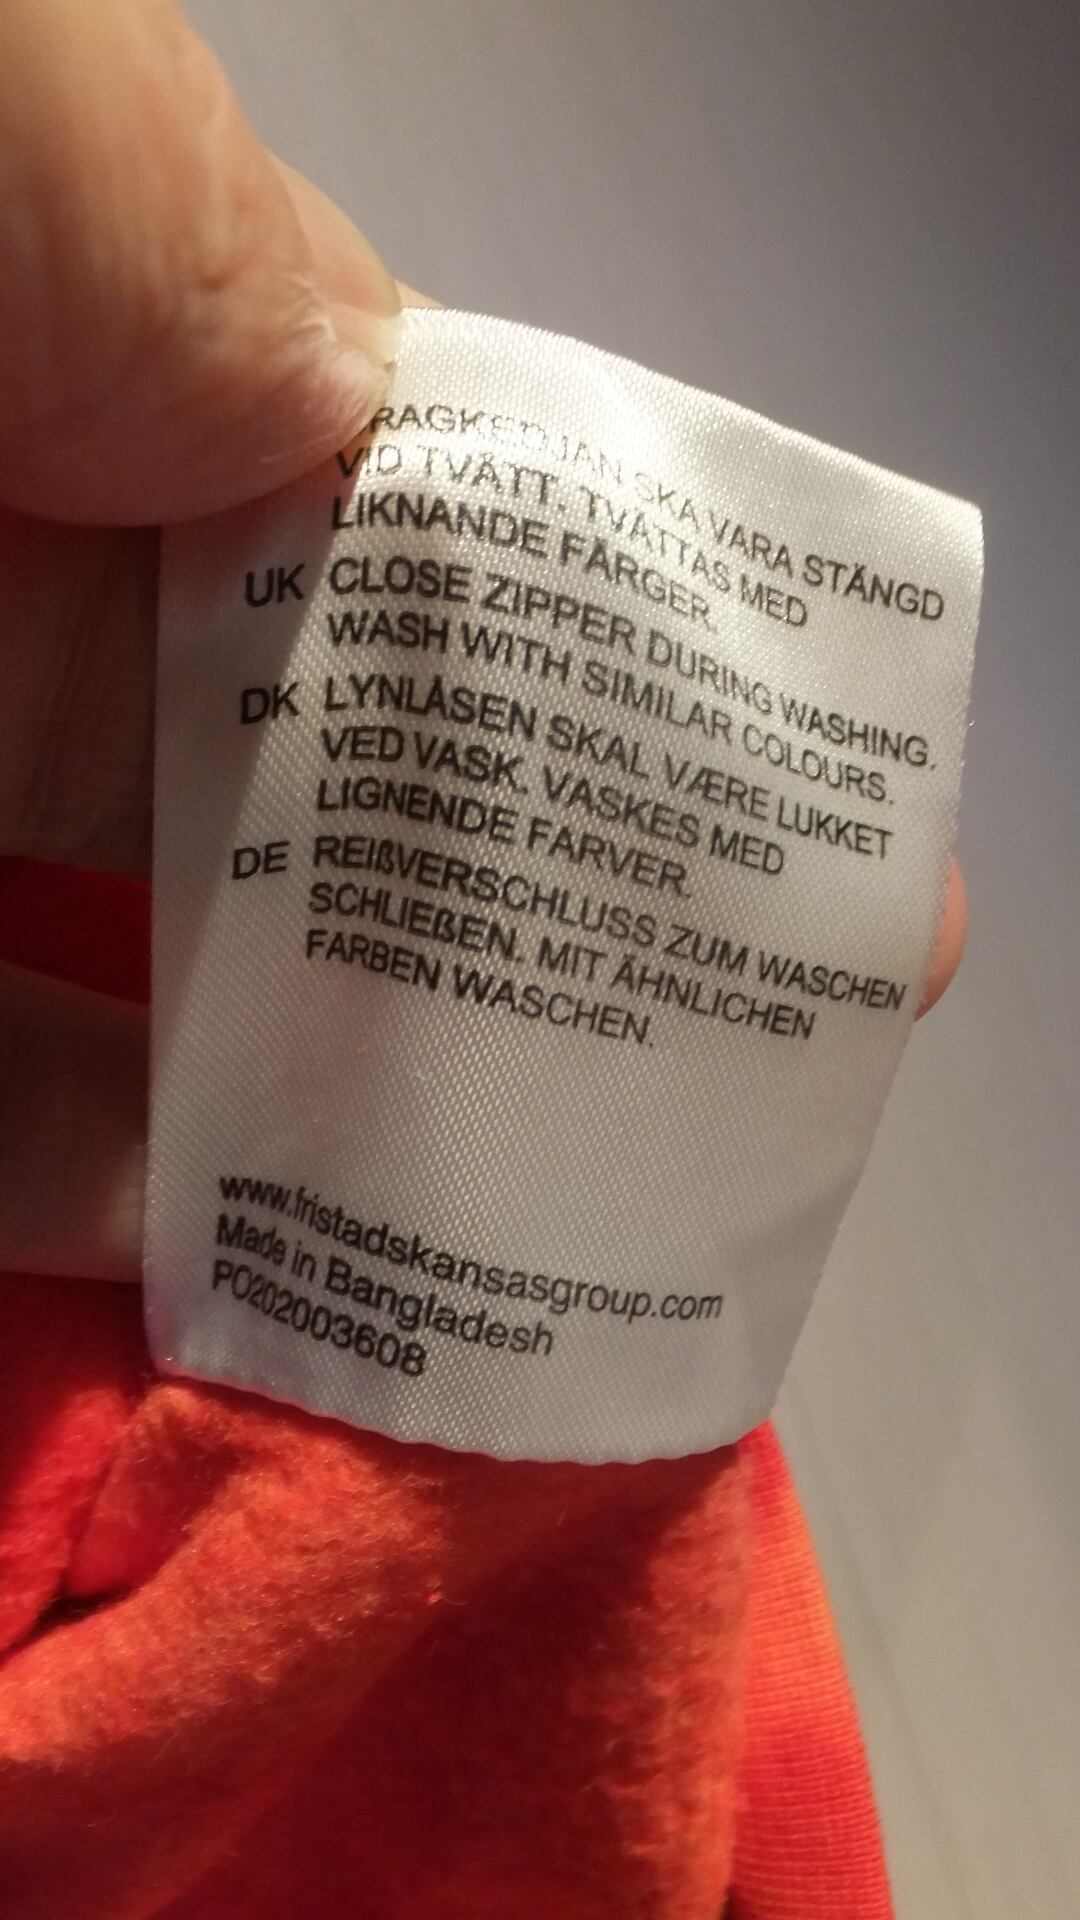 RAGKEDJAN SKA VARA STÄNGD
VID TVÄTT. TVÄTTAS MED
LIKNANDE FÄRGER.
UK CLOSE ZIPPER DURING WASHING.
WASH WITH SIMILAR COLOURS.
DK LYNLÅSEN SKAL VÆRE LUKKET
VED VASK. VASKES MED
LIGNENDE FARVER.
DE REIßVERSCHLUSS ZUM WASCHEN
SCHLIEßEN. MIT ÄHNLICHEN
FARBEN WASCHEN.
www.fristadskansasgroup.com
Made in Bangladesh
PO202003608